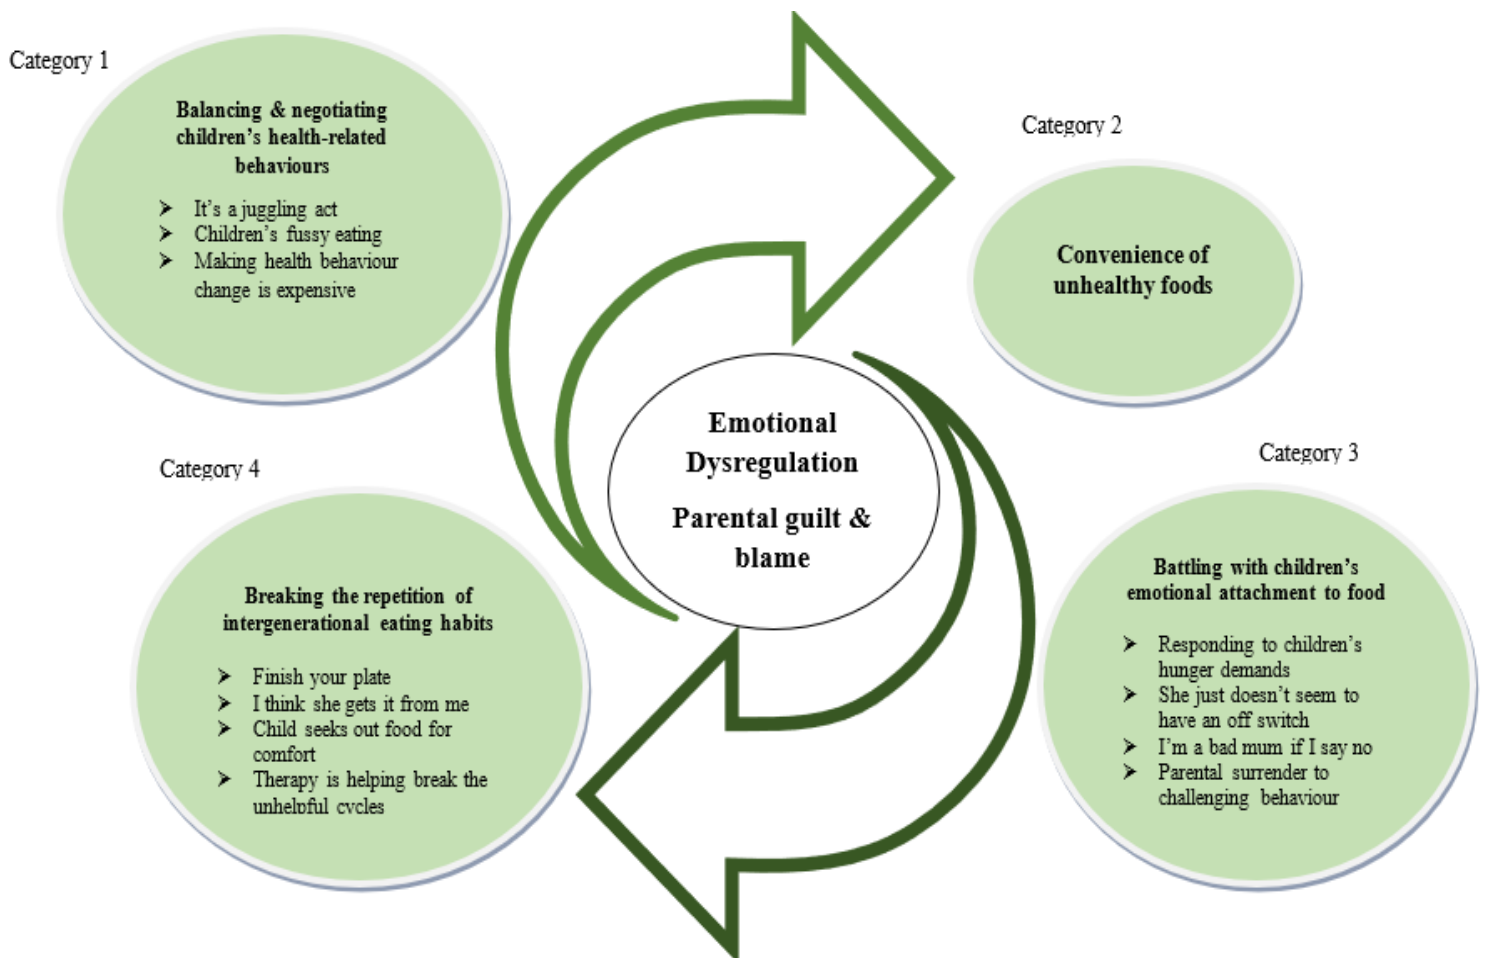 Category 1
Balancing & negotiating
children’s health-related
behaviours
➤ It’s a juggling act
➤ Children’s fussy eating
➤ Making health behaviour
change is expensive
Category 2
Convenience of
unhealthy foods
Emotional
Dysregulation
Parental guilt &
blame
Category 3
Battling with children’s
emotional attachment to food
➤ Responding to children’s
hunger demands
➤ She just doesn’t seem to
have an off switch
➤ I’m a bad mum if I say no
➤ Parental surrender to
challenging behaviour
Category 4
Breaking the repetition of
intergenerational eating habits
➤ Finish your plate
➤ I think she gets it from me
➤ Child seeks out food for
comfort
➤ Therapy is helping break the
unhelpful cycles